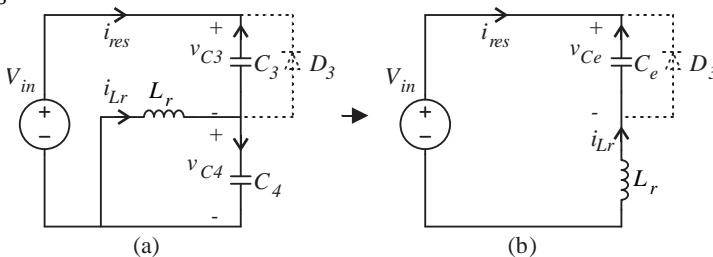 +
+
i_res
i_res
v_C3
C_3
D_3
v_Ce
C_e
D_3
V_in
V_in
i_Lr
L_r
-
-
+
+
−
+
−
i_Lr
v_C4
C_4
L_r
-
(a)
(b)